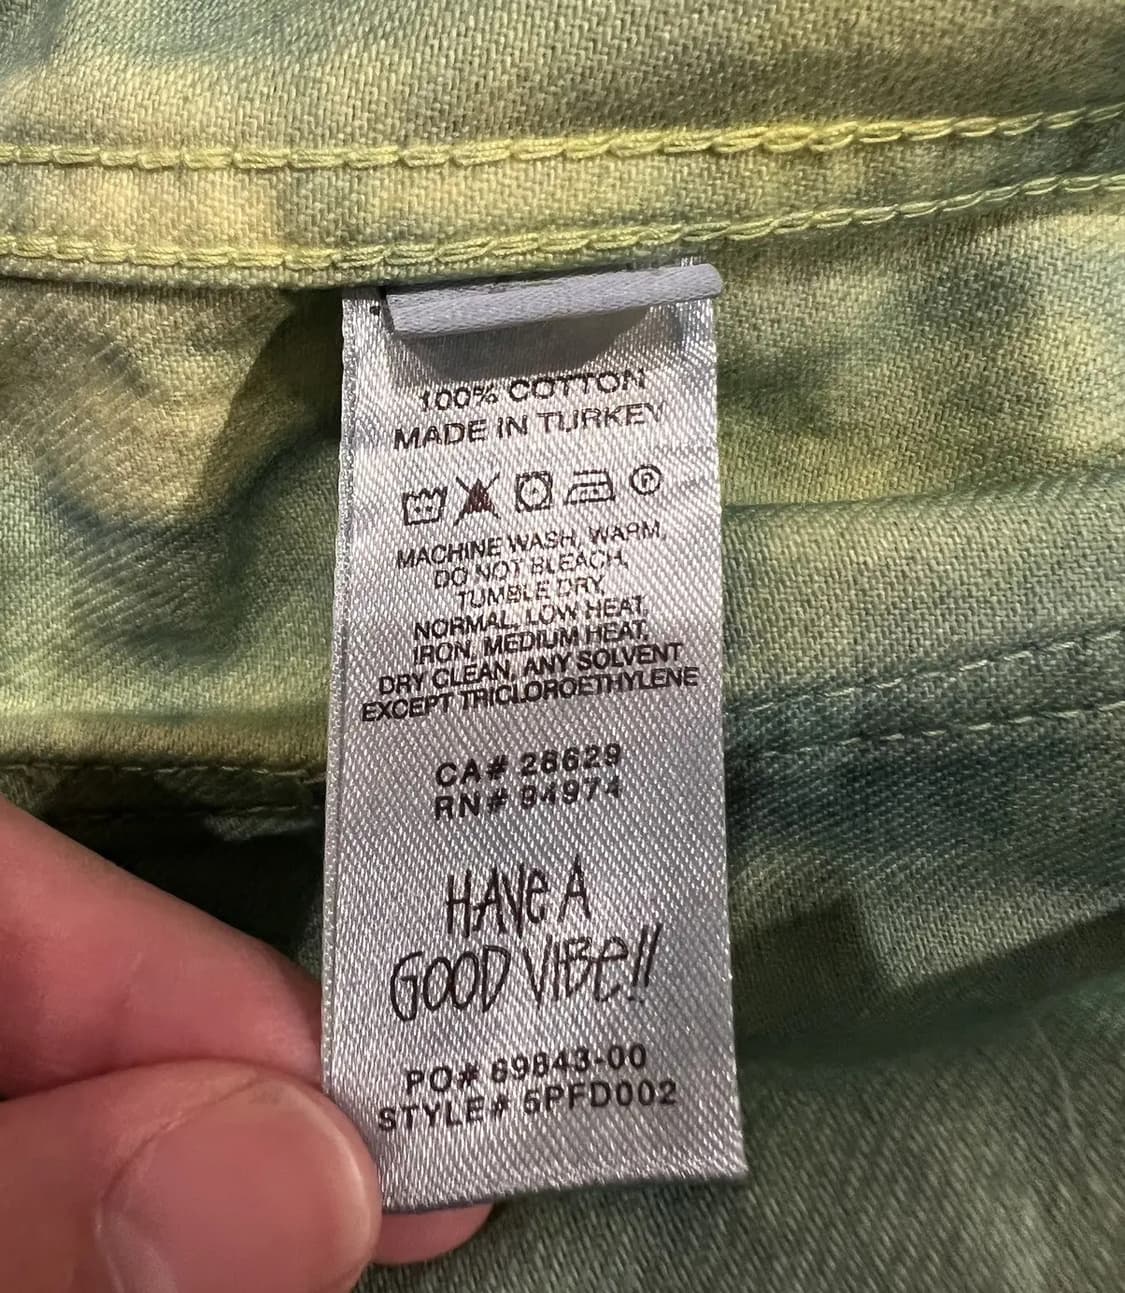 100% COTTON
MADE IN TURKEY
P
MACHINE WASH, WARM,
DO NOT BLEACH,
TUMBLE DRY,
NORMAL, LOW HEAT,
IRON, MEDIUM HEAT,
DRY CLEAN, ANY SOLVENT
EXCEPT TRICLOROETHYLENE
CA# 28629
RN# 94974
HAVe A
GOOD VIBe!!
PO# 69843-00
STYLE# 5PFD002